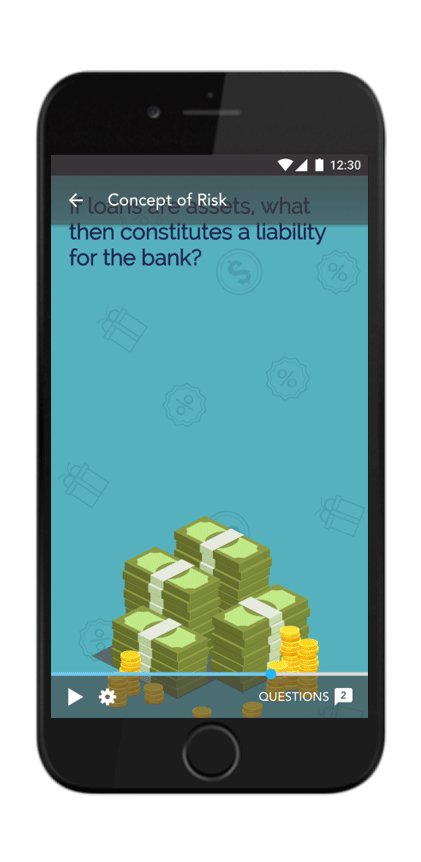 12:30
Concept of Risk
If loans are assets, what
then constitutes a liability
for the bank?
QUESTIONS 2